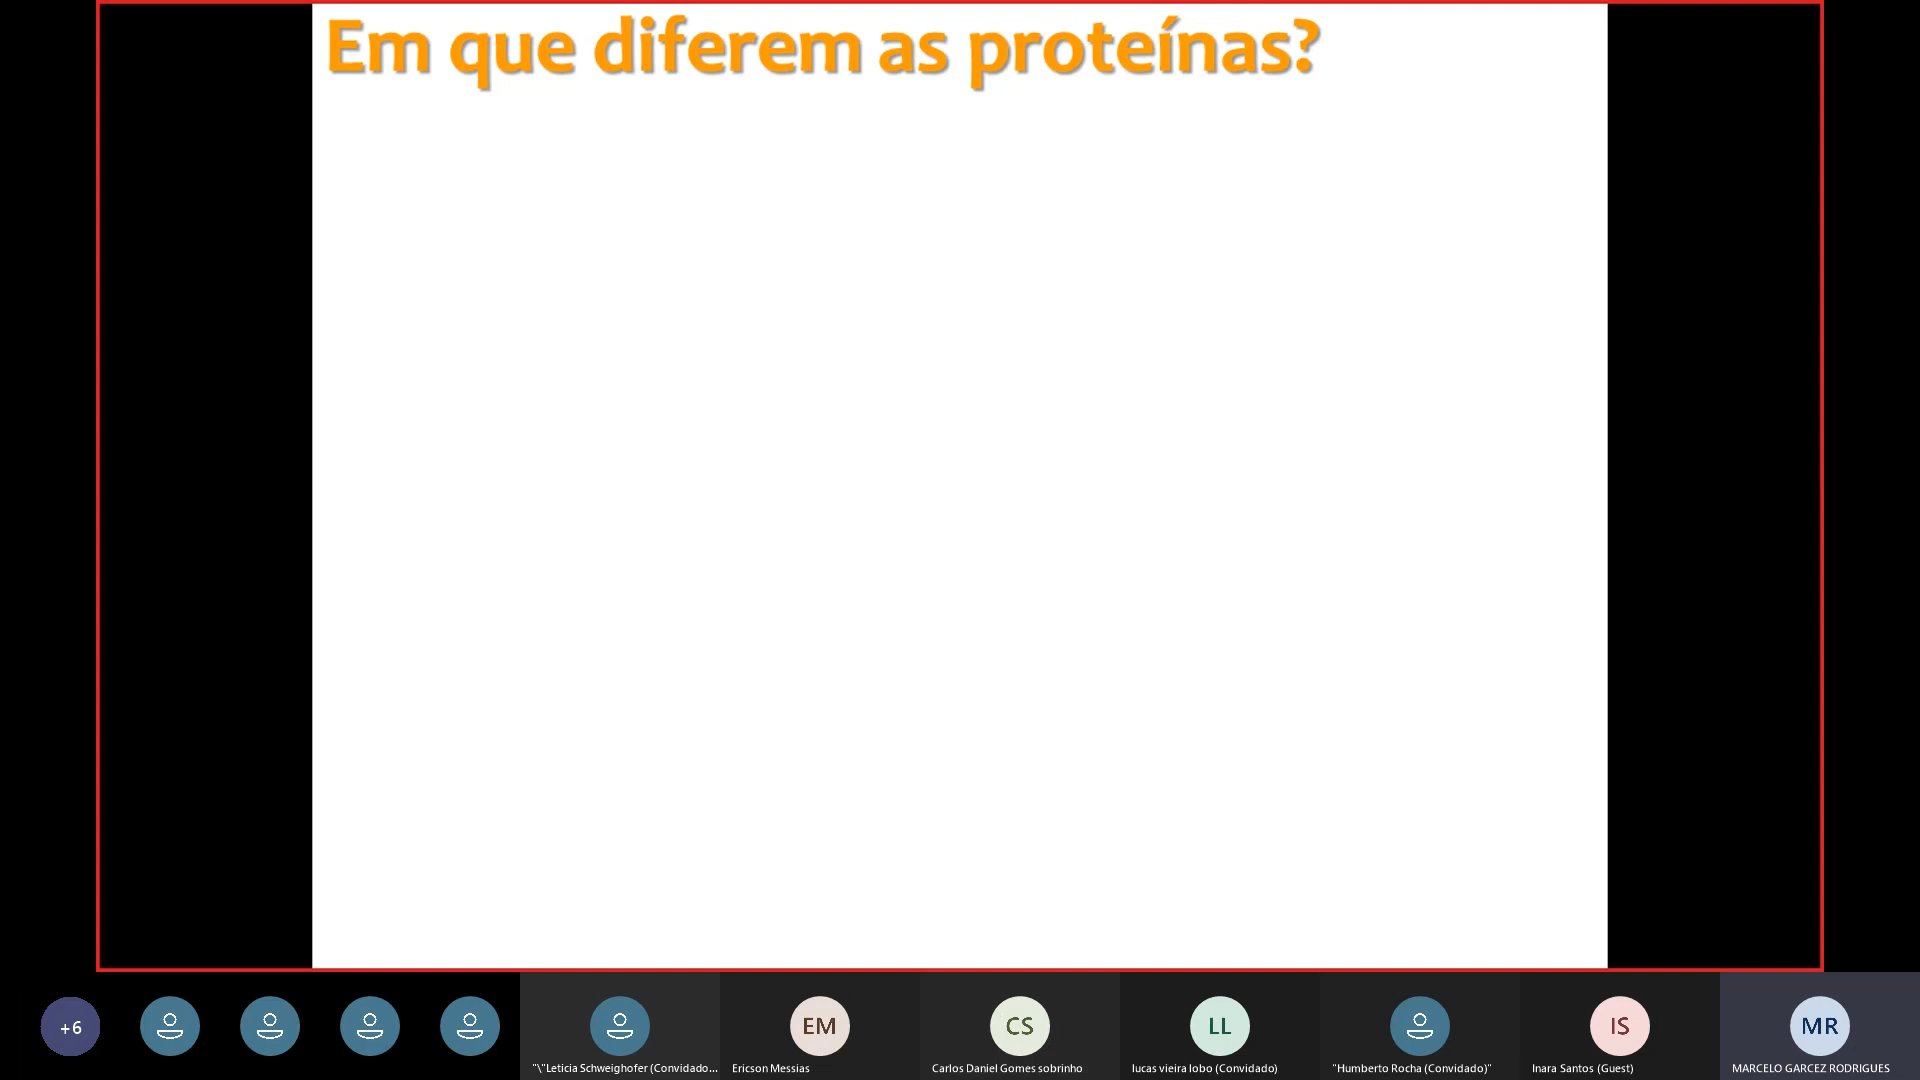 Em que diferem as proteínas?
+6
EM
CS
LL
IS
MR
"\"Leticia Schweighofer (Convidado...
Ericson Messias
Carlos Daniel Gomes sobrinho
lucas vieira lobo (Convidado)
"Humberto Rocha (Convidado)"
Inara Santos (Guest)
MARCELO GARCEZ RODRIGUES